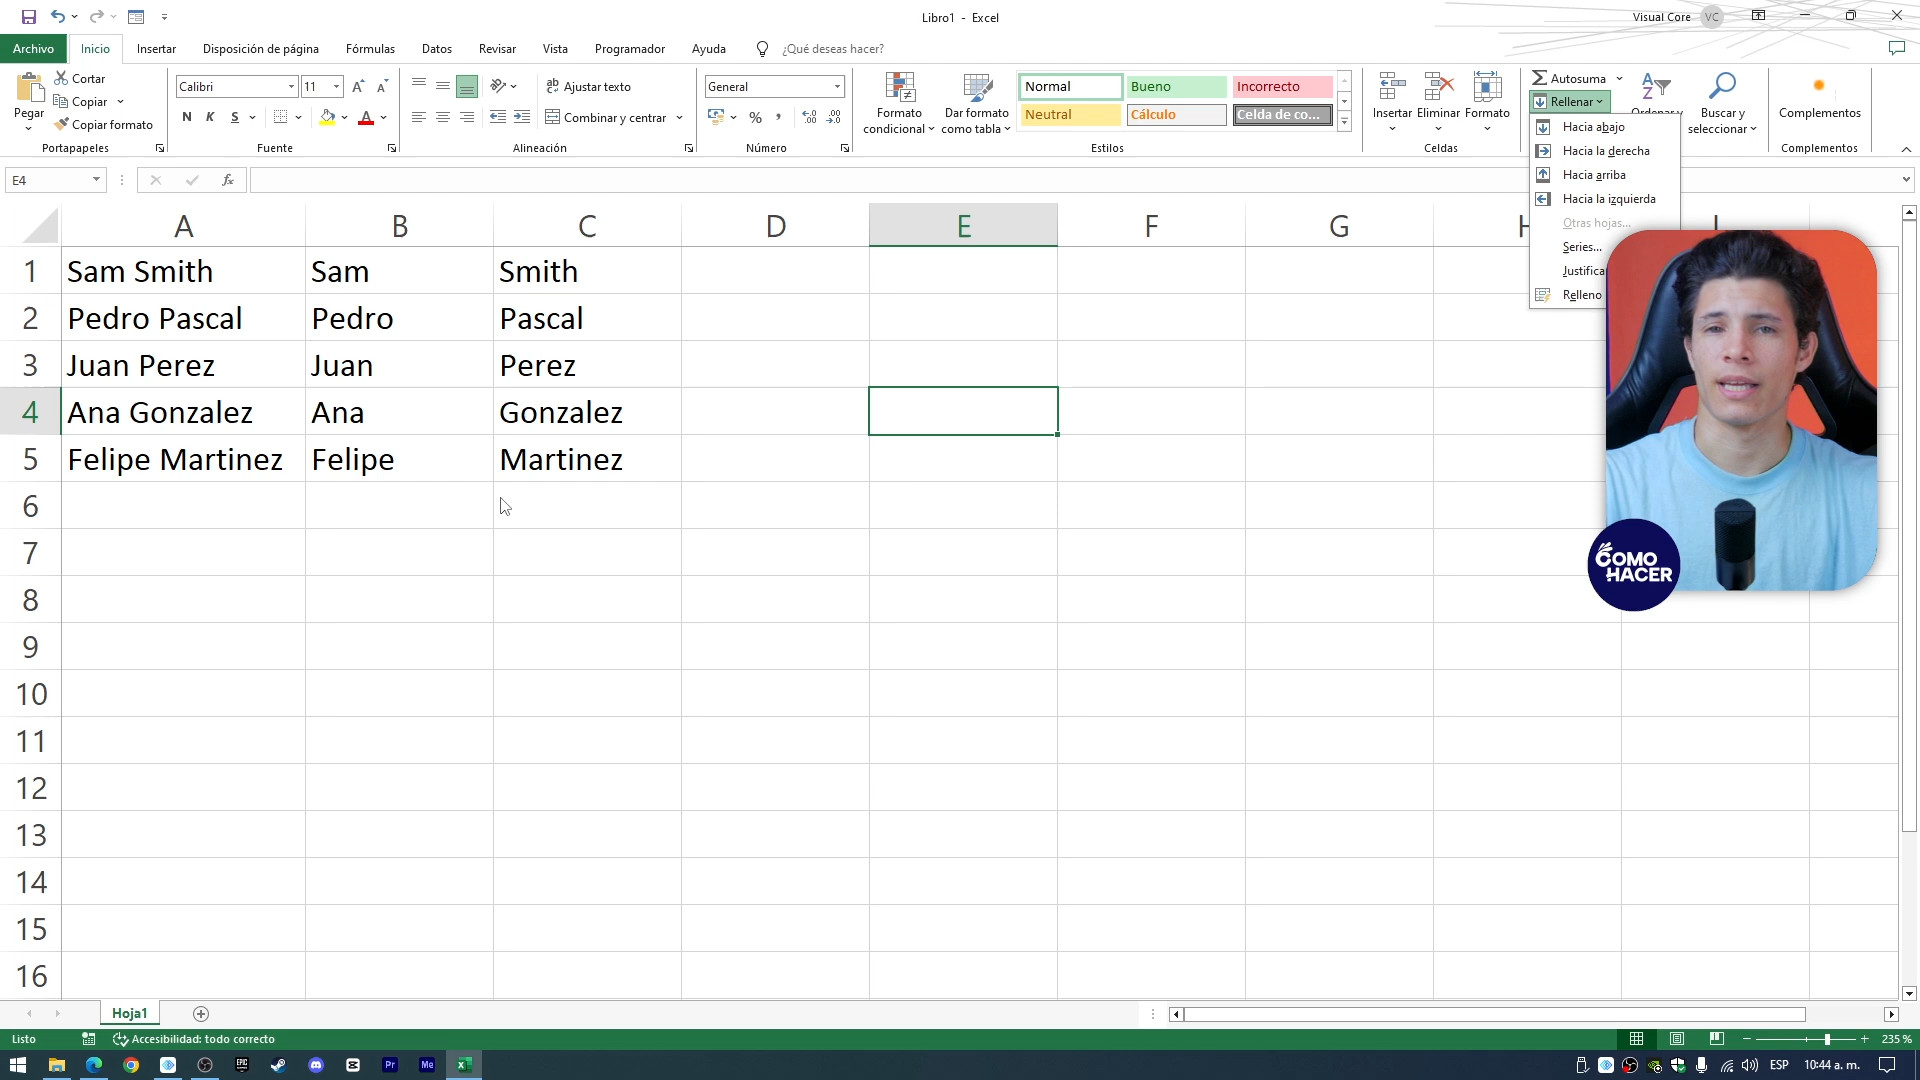 Libro1 - Excel
Visual Core
VC
Archivo
Inicio
Insertar
Disposición de página
Fórmulas
Datos
Revisar
Vista
Programador
Ayuda
¿Qué deseas hacer?
Pegar
Cortar
Copiar
Copiar formato
Portapapeles
Calibri
11
N K S
Fuente
Ajustar texto
Combinar y centrar
Alineación
General
%
Número
Formato
condicional
Dar formato
como tabla
Normal
Bueno
Incorrecto
Neutral
Cálculo
Celda de co...
Estilos
Insertar
Eliminar
Formato
Celdas
Autosuma
Rellenar
Buscar y
seleccionar
Complementos
Complementos
Hacia abajo
Hacia la derecha
Hacia arriba
Hacia la izquierda
Otras hojas...
Series...
Relleno
E4
fx
A B C D E F G
1 Sam Smith Sam Smith
2 Pedro Pascal Pedro Pascal
3 Juan Perez Juan Perez
4 Ana Gonzalez Ana Gonzalez
5 Felipe Martinez Felipe Martinez
6
7
8
9
10
11
12
13
14
15
16
COMO
HACER
Hoja1
Listo
Accesibilidad: todo correcto
235 %
EPIC
Pr
Me
ESP
10:44 a. m.